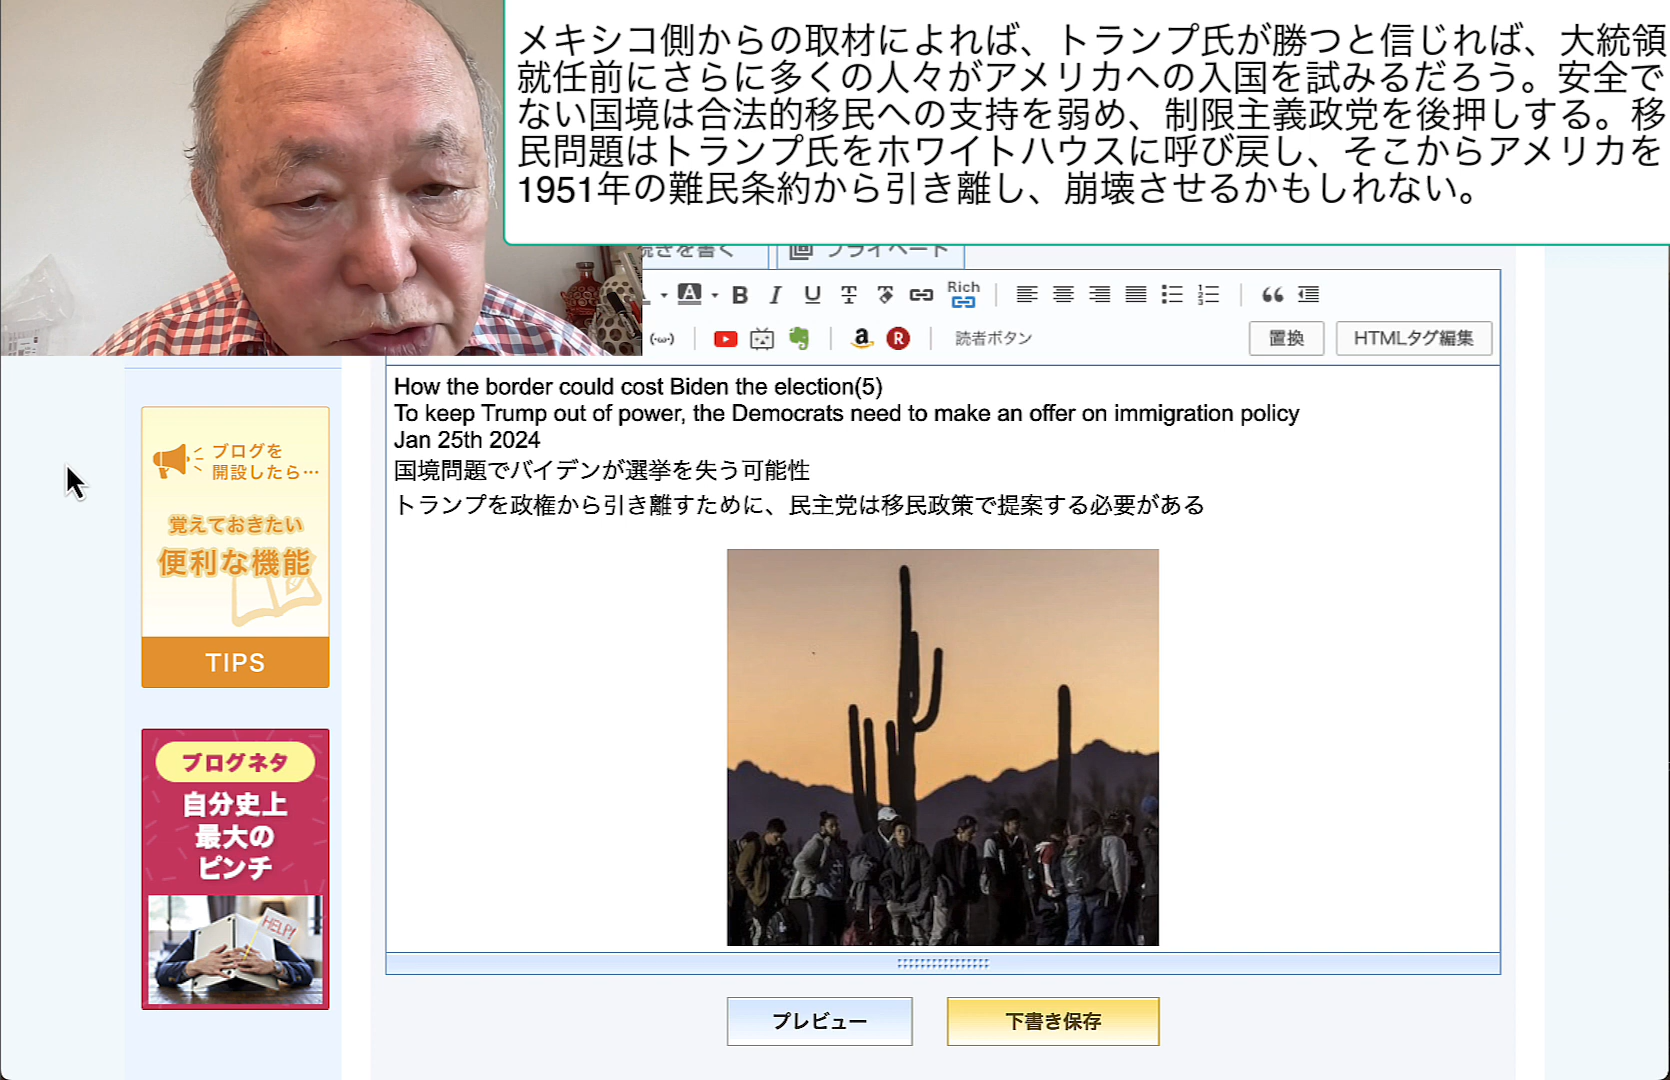 メキシコ側からの取材によれば、トランプ氏が勝つと信じれば、大統領
就任前にさらに多くの人々がアメリカへの入国を試みるだろう。安全で
ない国境は合法的移民への支持を弱め、制限主義政党を後押しする。移
民問題はトランプ氏をホワイトハウスに呼び戻し、そこからアメリカを
1951年の難民条約から引き離し、崩壊させるかもしれない。
続きを書く プライベート
A B I U T Rich
(･ω･) a R 読者ボタン 置換 HTMLタグ編集
How the border could cost Biden the election(5)
To keep Trump out of power, the Democrats need to make an offer on immigration policy
Jan 25th 2024
国境問題でバイデンが選挙を失う可能性
トランプを政権から引き離すために、民主党は移民政策で提案する必要がある
ブログを
開設したら…
覚えておきたい
便利な機能
TIPS
ブログネタ
自分史上
最大の
ピンチ
HELP!
プレビュー 下書き保存